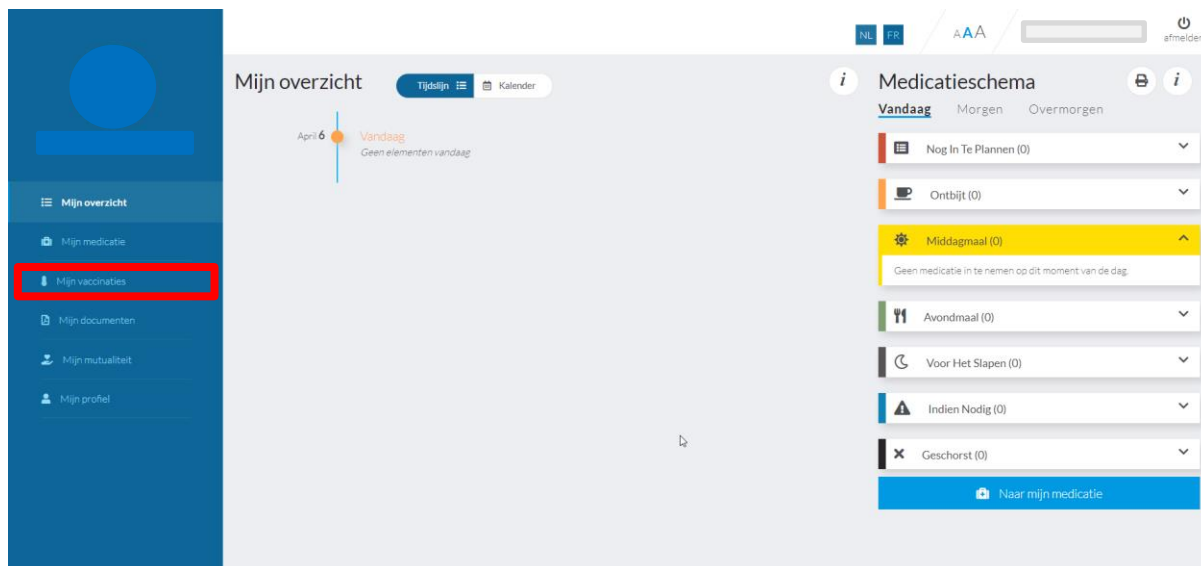 NL FR AAA
afmelden
Mijn overzicht
Mijn medicatie
Mijn vaccinaties
Mijn documenten
Mijn mutualiteit
Mijn profiel
Mijn overzicht Tijdslijn Kalender i
April 6 Vandaag
Geen elementen vandaag
Medicatieschema i
Vandaag Morgen Overmorgen
Nog In Te Plannen (0)
Ontbijt (0)
Middagmaal (0)
Geen medicatie in te nemen op dit moment van de dag.
Avondmaal (0)
Voor Het Slapen (0)
Indien Nodig (0)
Geschorst (0)
Naar mijn medicatie